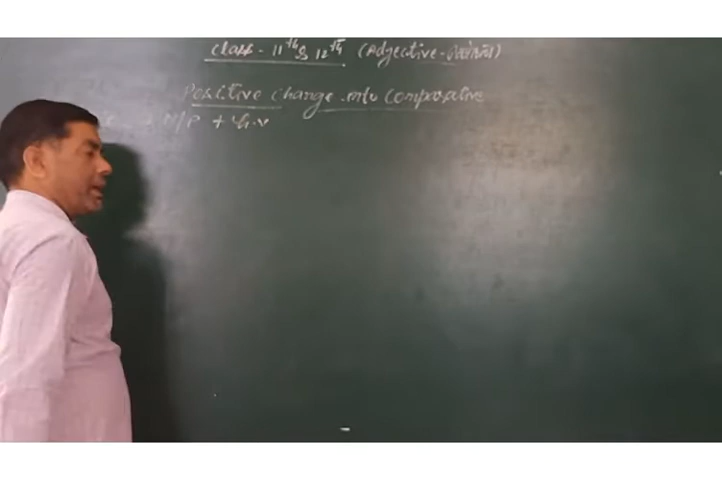 Class - 11th & 12th (Adjective-विशेषण)
Positive Change into Comparative
N/P + h.v